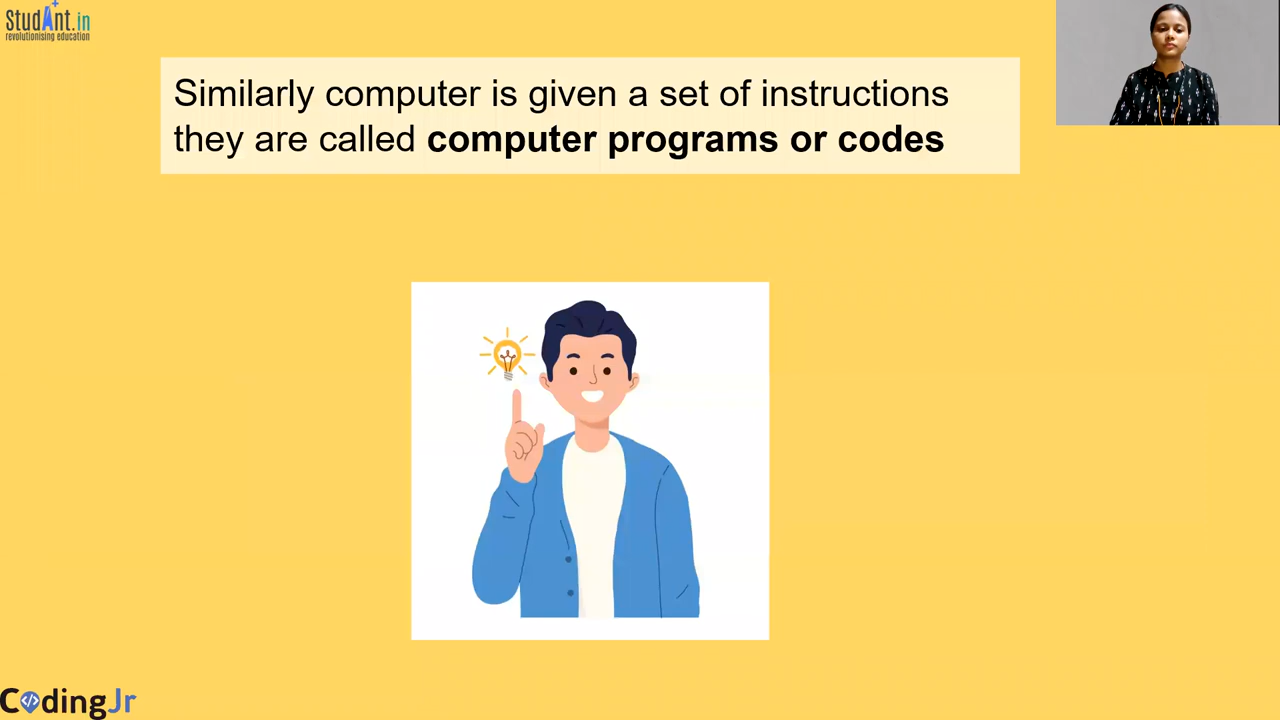 StudAnt.in
revolutionising education
Similarly computer is given a set of instructions
they are called computer programs or codes
CodingJr